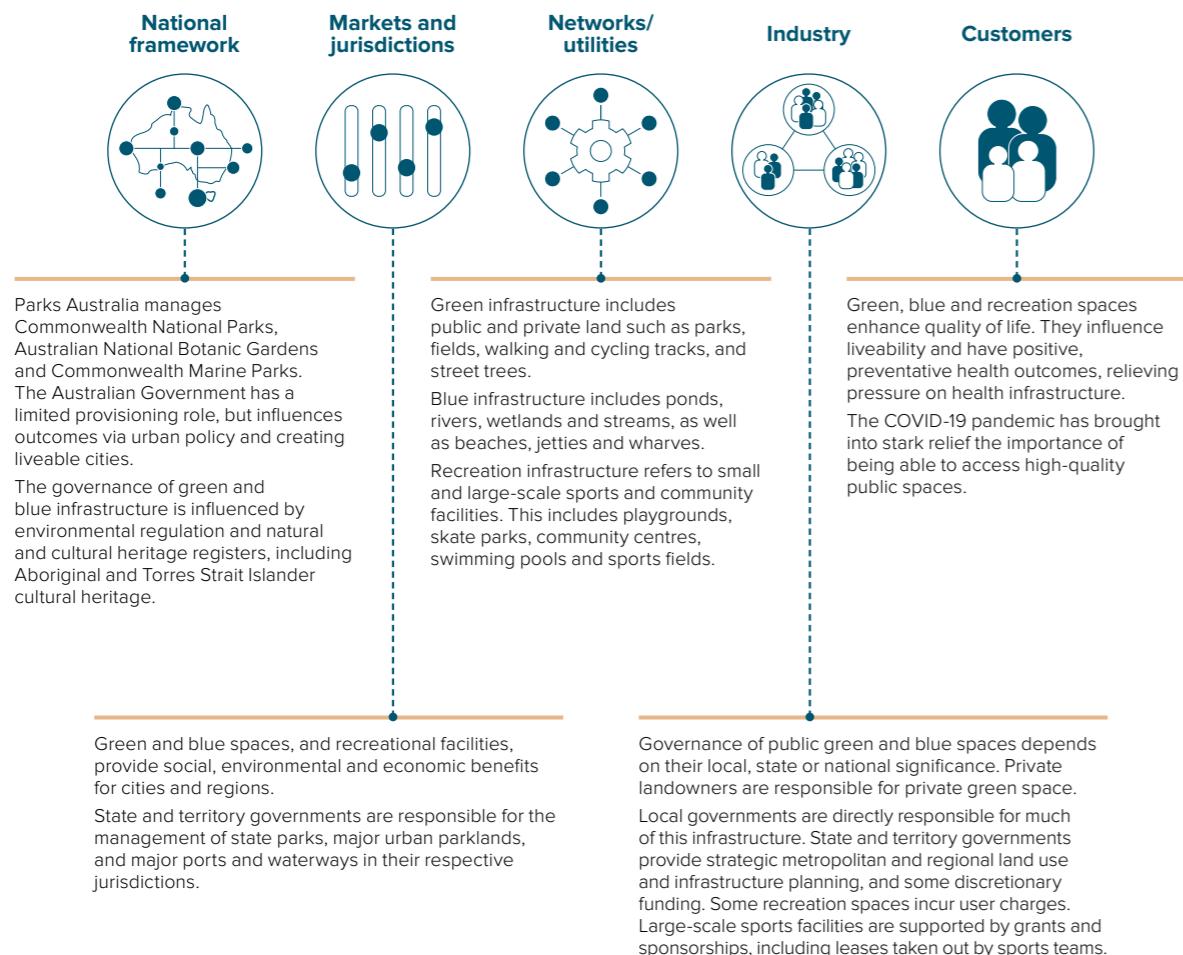 National
framework
Markets and
jurisdictions
Networks/
utilities
Industry
Customers
Parks Australia manages
Commonwealth National Parks,
Australian National Botanic Gardens
and Commonwealth Marine Parks.
The Australian Government has a
limited provisioning role, but influences
outcomes via urban policy and creating
liveable cities.
The governance of green and
blue infrastructure is influenced by
environmental regulation and natural
and cultural heritage registers, including
Aboriginal and Torres Strait Islander
cultural heritage.
Green infrastructure includes
public and private land such as parks,
fields, walking and cycling tracks, and
street trees.
Blue infrastructure includes ponds,
rivers, wetlands and streams, as well
as beaches, jetties and wharves.
Recreation infrastructure refers to small
and large-scale sports and community
facilities. This includes playgrounds,
skate parks, community centres,
swimming pools and sports fields.
Green, blue and recreation spaces
enhance quality of life. They influence
liveability and have positive,
preventative health outcomes, relieving
pressure on health infrastructure.
The COVID-19 pandemic has brought
into stark relief the importance of
being able to access high-quality
public spaces.
Green and blue spaces, and recreational facilities,
provide social, environmental and economic benefits
for cities and regions.
State and territory governments are responsible for the
management of state parks, major urban parklands,
and major ports and waterways in their respective
jurisdictions.
Governance of public green and blue spaces depends
on their local, state or national significance. Private
landowners are responsible for private green space.
Local governments are directly responsible for much
of this infrastructure. State and territory governments
provide strategic metropolitan and regional land use
and infrastructure planning, and some discretionary
funding. Some recreation spaces incur user charges.
Large-scale sports facilities are supported by grants and
sponsorships, including leases taken out by sports teams.